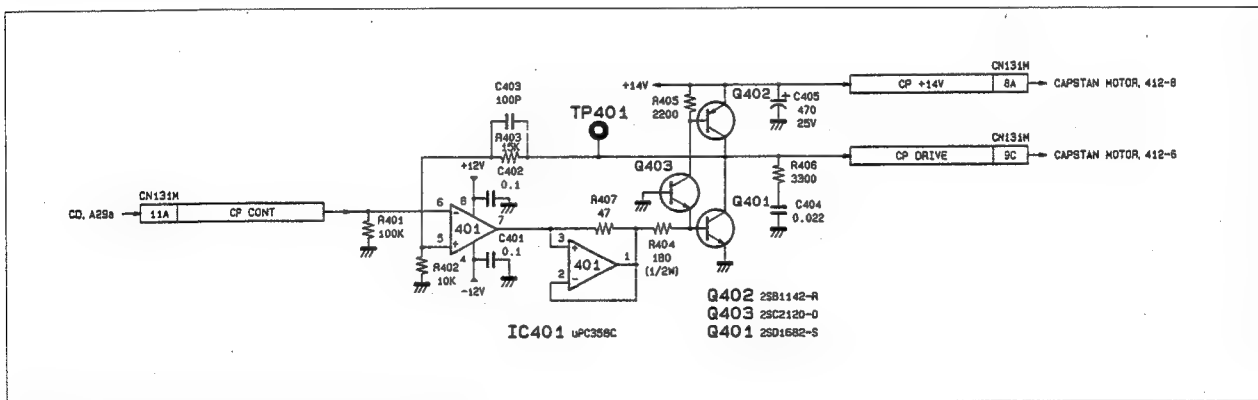 CN131M
CD, A29a
11A
CP CONT
R401
100K
R402
10K
C403
100P
R403
15K
C402
0.1
+12V
8
6
5
401
7
4
-12V
C401
0.1
TP401
3
2
401
1
R407
47
R404
180
(1/2W)
IC401 uPC358C
+14V
R405
2200
Q402
Q403
Q401
C405
470
25V
R406
3300
C404
0.022
CN131M
CP +14V
8A
CAPSTAN MOTOR, 412-8
CN131M
CP DRIVE
9C
CAPSTAN MOTOR, 412-6
Q402 2SB1142-R
Q403 2SC2120-O
Q401 2SD1682-S